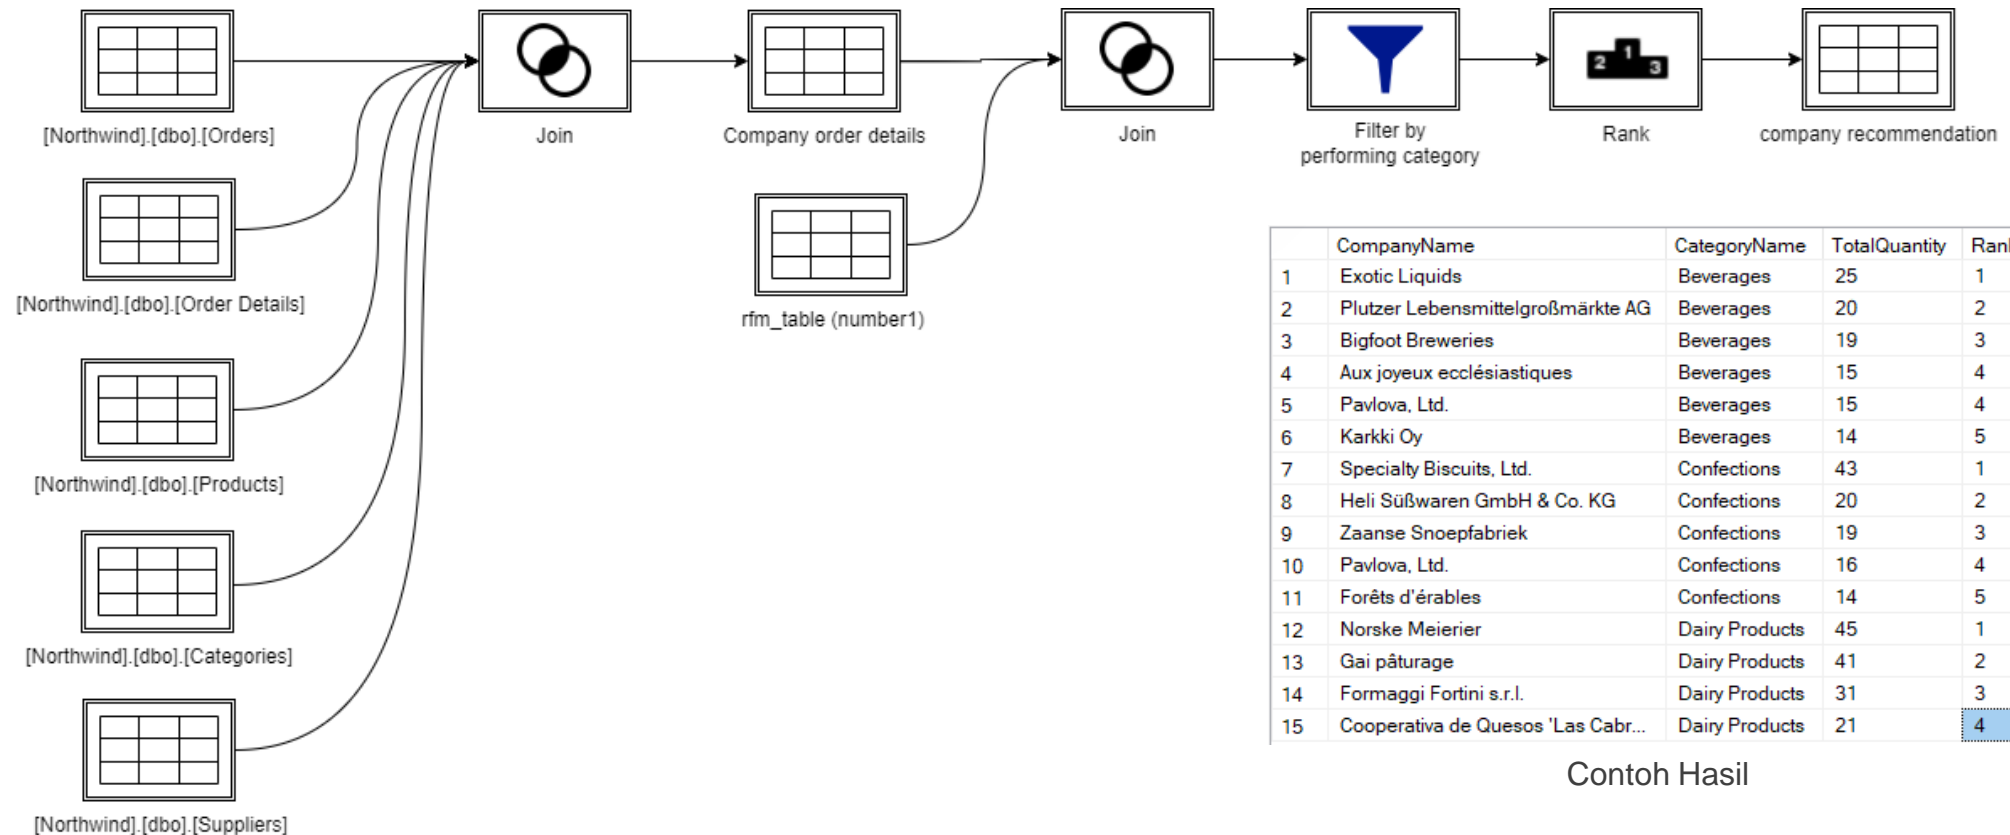 [Northwind].[dbo].[Orders]
Join
Company order details
Join
Filter by
performing category
2 1 3
Rank
company recommendation
[Northwind].[dbo].[Order Details]
rfm_table (number1)
[Northwind].[dbo].[Products]
[Northwind].[dbo].[Categories]
[Northwind].[dbo].[Suppliers]
CompanyName CategoryName TotalQuantity Rank
1 Exotic Liquids Beverages 25 1
2 Plutzer Lebensmittelgroßmärkte AG Beverages 20 2
3 Bigfoot Breweries Beverages 19 3
4 Aux joyeux ecclésiastiques Beverages 15 4
5 Pavlova, Ltd. Beverages 15 4
6 Karkki Oy Beverages 14 5
7 Specialty Biscuits, Ltd. Confections 43 1
8 Heli Süßwaren GmbH & Co. KG Confections 20 2
9 Zaanse Snoepfabriek Confections 19 3
10 Pavlova, Ltd. Confections 16 4
11 Forêts d'érables Confections 14 5
12 Norske Meierier Dairy Products 45 1
13 Gai pâturage Dairy Products 41 2
14 Formaggi Fortini s.r.l. Dairy Products 31 3
15 Cooperativa de Quesos 'Las Cabr... Dairy Products 21 4
Contoh Hasil